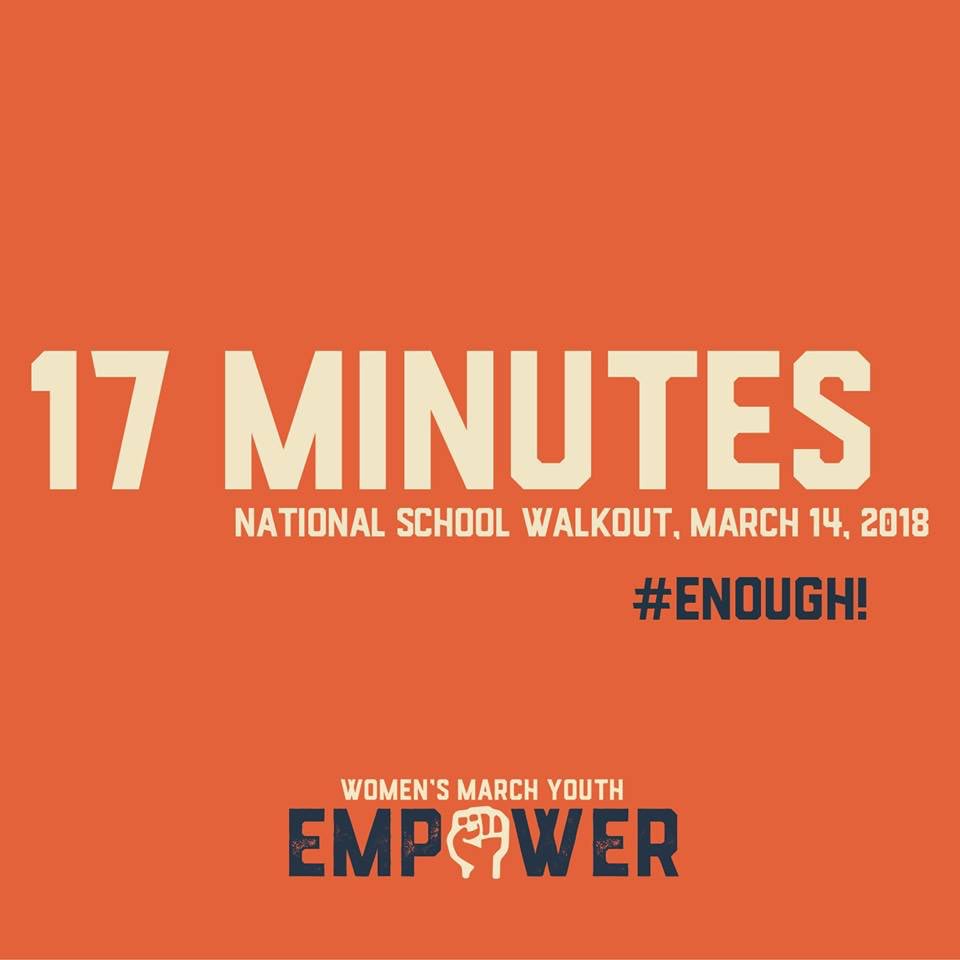 17 MINUTES
NATIONAL SCHOOL WALKOUT, MARCH 14, 2018
#ENOUGH!
WOMEN'S MARCH YOUTH
EMPOWER